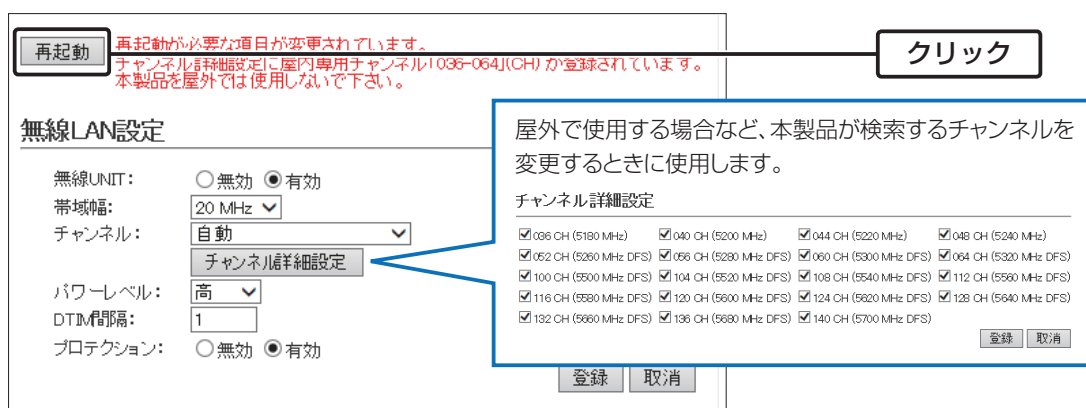 再起動
再起動が必要な項目が変更されています。
チャンネル詳細設定に屋内専用チャンネル「036-064」(CH) が登録されています。
本製品を屋外では使用しないで下さい。
クリック
無線LAN設定
無線UNIT： 無効 有効
帯域幅： 20 MHz
チャンネル： 自動
チャンネル詳細設定
パワーレベル： 高
DTIM間隔： 1
プロテクション： 無効 有効
登録 取消
屋外で使用する場合など、本製品が検索するチャンネルを
変更するときに使用します。
チャンネル詳細設定
036 CH (5180 MHz) 040 CH (5200 MHz) 044 CH (5220 MHz) 048 CH (5240 MHz)
052 CH (5260 MHz DFS) 056 CH (5280 MHz DFS) 060 CH (5300 MHz DFS) 064 CH (5320 MHz DFS)
100 CH (5500 MHz DFS) 104 CH (5520 MHz DFS) 108 CH (5540 MHz DFS) 112 CH (5560 MHz DFS)
116 CH (5580 MHz DFS) 120 CH (5600 MHz DFS) 124 CH (5620 MHz DFS) 128 CH (5640 MHz DFS)
132 CH (5660 MHz DFS) 136 CH (5680 MHz DFS) 140 CH (5700 MHz DFS)
登録 取消